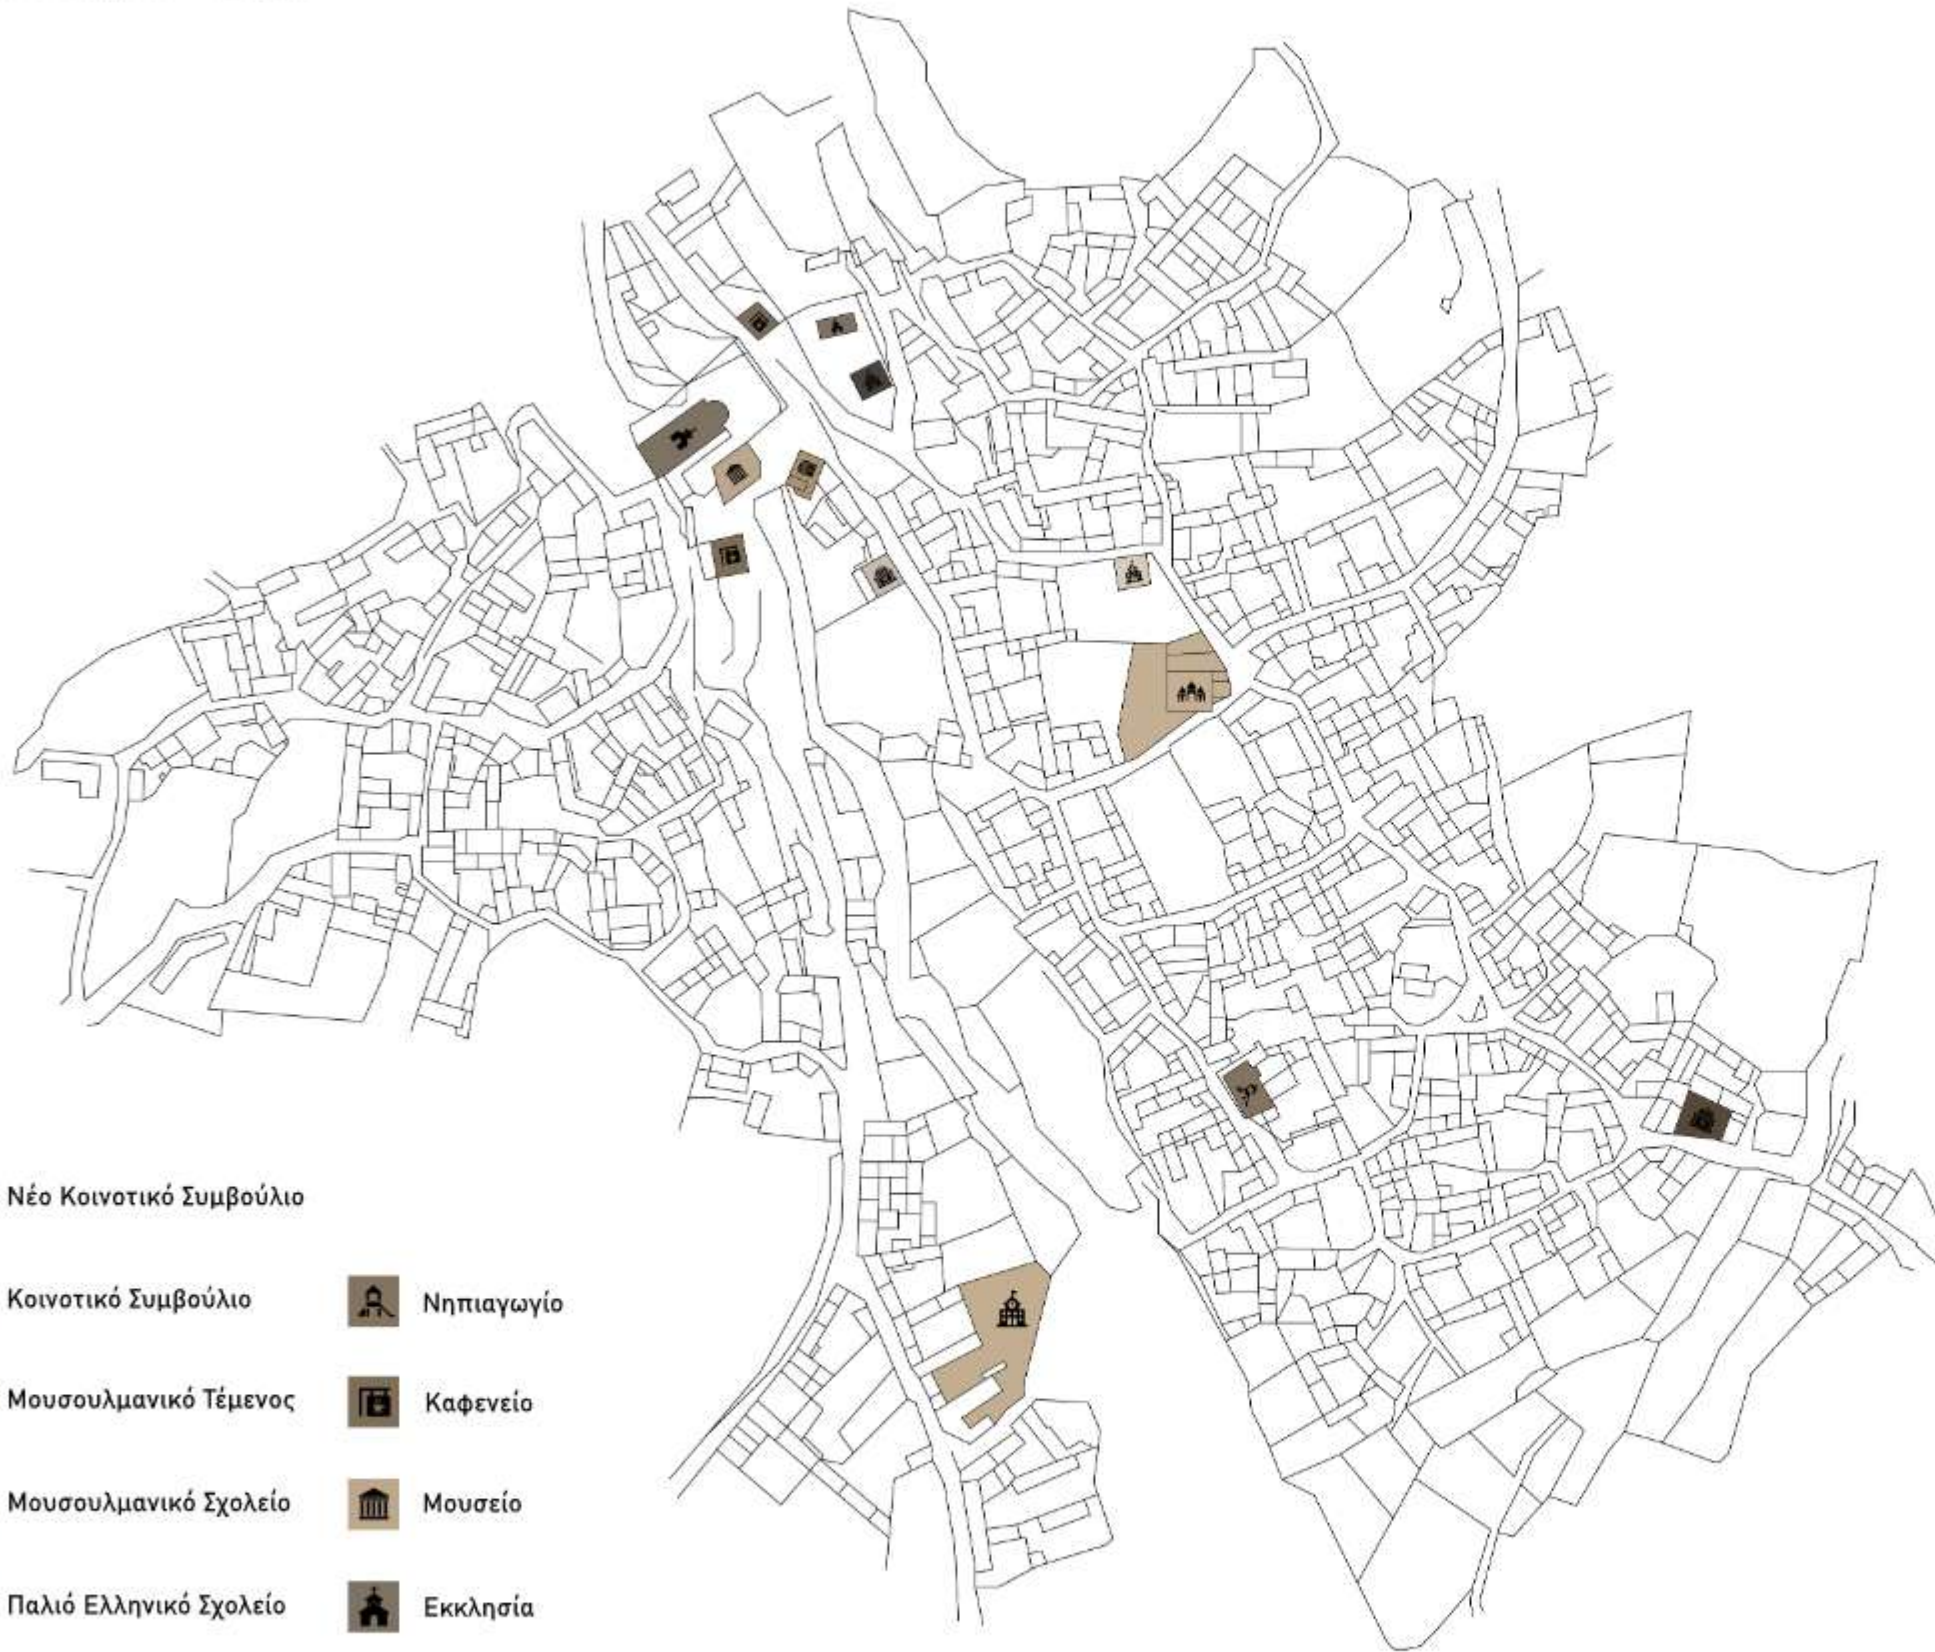 Νέο Κοινοτικό Συμβούλιο
Κοινοτικό Συμβούλιο
Νηπιαγωγίο
Μουσουλμανικό Τέμενος
Καφενείο
Μουσουλμανικό Σχολείο
Μουσείο
Παλιό Ελληνικό Σχολείο
Εκκλησία